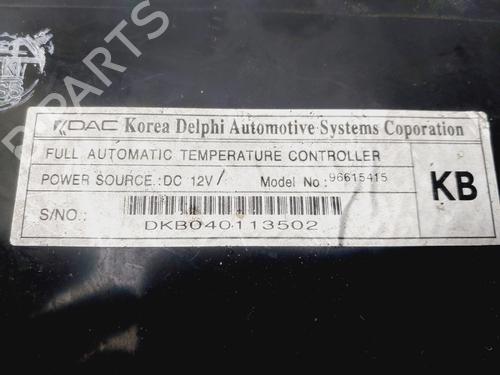 B-PARTS
KDAC Korea Delphi Automotive Systems Coporation
FULL AUTOMATIC TEMPERATURE CONTROLLER
POWER SOURCE : DC 12V/ Model No : 96615415
KB
S/NO :
DKB040113502